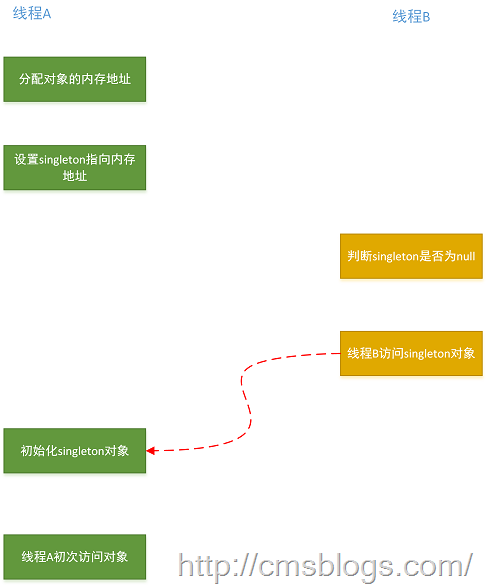 线程A
线程B
分配对象的内存地址
设置singleton指向内存
地址
判断singleton是否为null
线程B访问singleton对象
初始化singleton对象
线程A初次访问对象
http://cmsblogs.com/